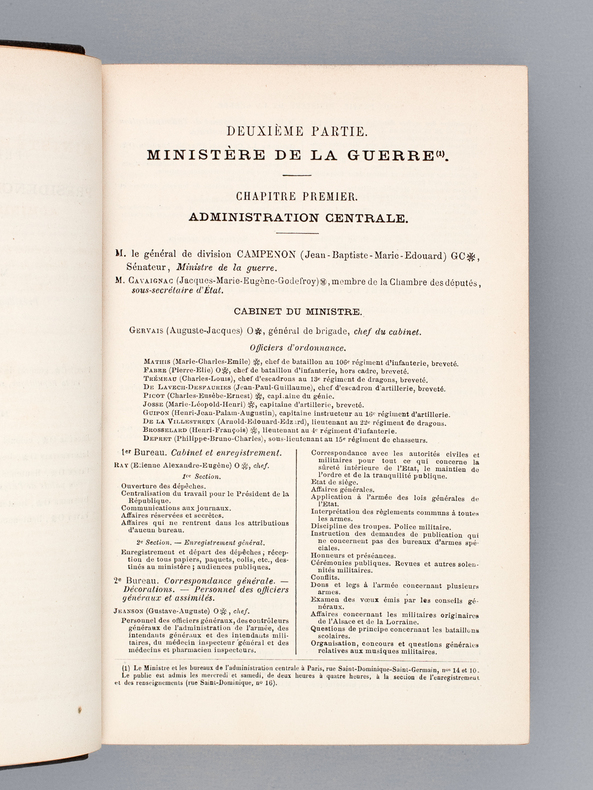 DEUXIÈME PARTIE.
MINISTÈRE DE LA GUERRE(1).
CHAPITRE PREMIER.
ADMINISTRATION CENTRALE.
M. le général de division CAMPENON (Jean-Baptiste-Marie-Edouard) GC❋,
Sénateur, Ministre de la guerre.
M. CAVAIGNAC (Jacques-Marie-Eugène-Godefroy)❋, membre de la Chambre des députés,
sous-secrétaire d'État.
CABINET DU MINISTRE.
GERVAIS (Auguste-Jacques) O❋, général de brigade, chef du cabinet.
Officiers d'ordonnance.
MATHIS (Marie-Charles-Emile) ❋, chef de bataillon au 106e régiment d'infanterie, breveté.
FABRE (Pierre-Elie) O❋, chef de bataillon d'infanterie, hors cadre, breveté.
TRÉMEAU (Charles-Louis), chef d'escadrons au 13e régiment de dragons, breveté.
DE LAVECH-DESFAURIES (Jean-Paul-Guillaume), chef d'escadron d'artillerie, breveté.
PICOT (Charles-Eusèbe-Ernest) ❋, capitaine du génie.
JOSSE (Marie-Léopold-Henri) ❋, capitaine d'artillerie, breveté.
GUIPON (Henri-Jean-Palam-Augustin), capitaine instructeur au 16e régiment d'artillerie.
DE LA VILLESTREUX (Arnold-Edouard-Edzard), lieutenant au 22e régiment de dragons.
BROSSELARD (Henri-François) ❋, lieutenant au 4e régiment d'infanterie.
DEPRET (Philippe-Bruno-Charles), sous-lieutenant au 15e régiment de chasseurs.
1er Bureau. Cabinet et enregistrement.
RAY (Etienne Alexandre-Eugène) O❋, chef.
1re Section.
Ouverture des dépêches.
Centralisation du travail pour le Président de la
République.
Communications aux journaux.
Affaires réservées et secrètes.
Affaires qui ne rentrent dans les attributions
d'aucun bureau.
2e Section. — Enregistrement général.
Enregistrement et départ des dépêches; récep-
tion de tous papiers, paquets, colis, etc., des-
tinés au ministère; audiences publiques.
2e Bureau. Correspondance générale. —
Décorations. — Personnel des officiers
généraux et assimilés.
JEANNOS (Gustave-Auguste) O❋, chef.
Personnel des officiers généraux, des contrôleurs
généraux de l'administration de l'armée, des
intendants généraux et des intendants mili-
taires, du médecin inspecteur général et des
médecins et pharmacien inspecteurs.
Correspondance avec les autorités civiles et
militaires pour tout ce qui concerne la
sûreté intérieure de l'Etat, le maintien de
l'ordre et de la tranquillité publique.
Etat de siége.
Affaires générales.
Application à l'armée des lois générales de
l'Etat.
Interprétation des règlements communs à toutes
les armes.
Discipline des troupes. Police militaire.
Instruction des demandes de publication qui
ne concernent pas des bureaux d'armes spé-
ciales.
Honneurs et préséances.
Cérémonies publiques. Revues et autres solen-
nités militaires.
Conflits.
Dons et legs à l'armée concernant plusieurs
armes.
Examen des vœux émis par les conseils gé-
néraux.
Affaires concernant les militaires originaires
de l'Alsace et de la Lorraine.
Questions de principe concernant les bataillons
scolaires.
Organisation, concours et questions générales
relatives aux musiques militaires.
(1) Le Ministre et les bureaux de l'administration centrale à Paris, rue Saint-Dominique-Saint-Germain, nos 14 et 10.
Le public est admis les mercredi et samedi, de deux heures à quatre heures, à la section de l'enregistrement
et des renseignements (rue Saint-Dominique, no 16).